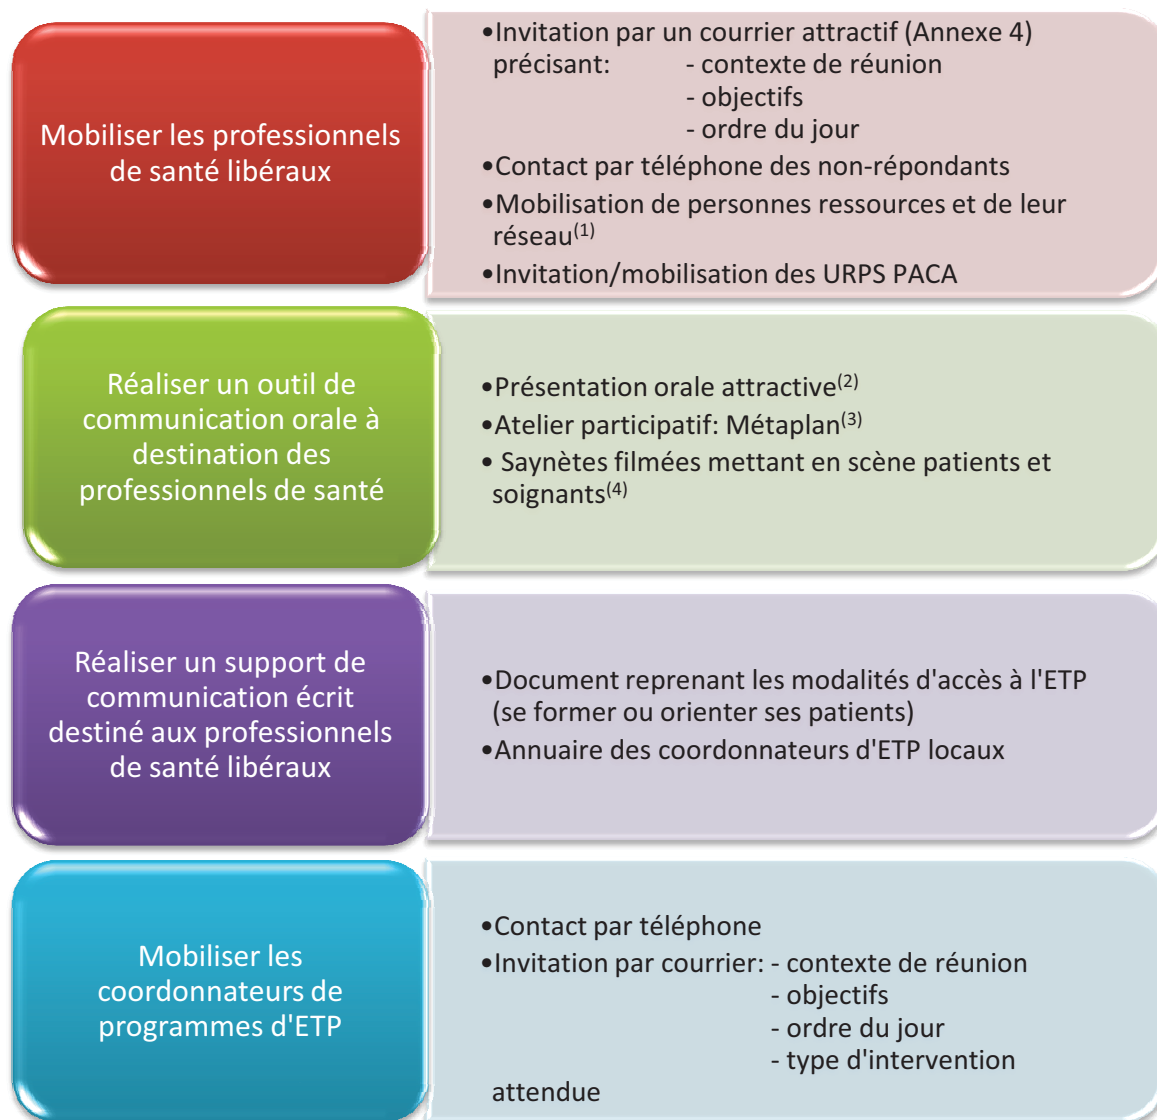 Mobiliser les professionnels
de santé libéraux
•Invitation par un courrier attractif (Annexe 4)
précisant: - contexte de réunion
- objectifs
- ordre du jour
•Contact par téléphone des non-répondants
•Mobilisation de personnes ressources et de leur
réseau(1)
•Invitation/mobilisation des URPS PACA
Réaliser un outil de
communication orale à
destination des
professionnels de santé
•Présentation orale attractive(2)
•Atelier participatif: Métaplan(3)
• Saynètes filmées mettant en scène patients et
soignants(4)
Réaliser un support de
communication écrit
destiné aux professionnels
de santé libéraux
•Document reprenant les modalités d'accès à l'ETP
(se former ou orienter ses patients)
•Annuaire des coordonnateurs d'ETP locaux
Mobiliser les
coordonnateurs de
programmes d'ETP
•Contact par téléphone
•Invitation par courrier: - contexte de réunion
- objectifs
- ordre du jour
- type d'intervention
attendue